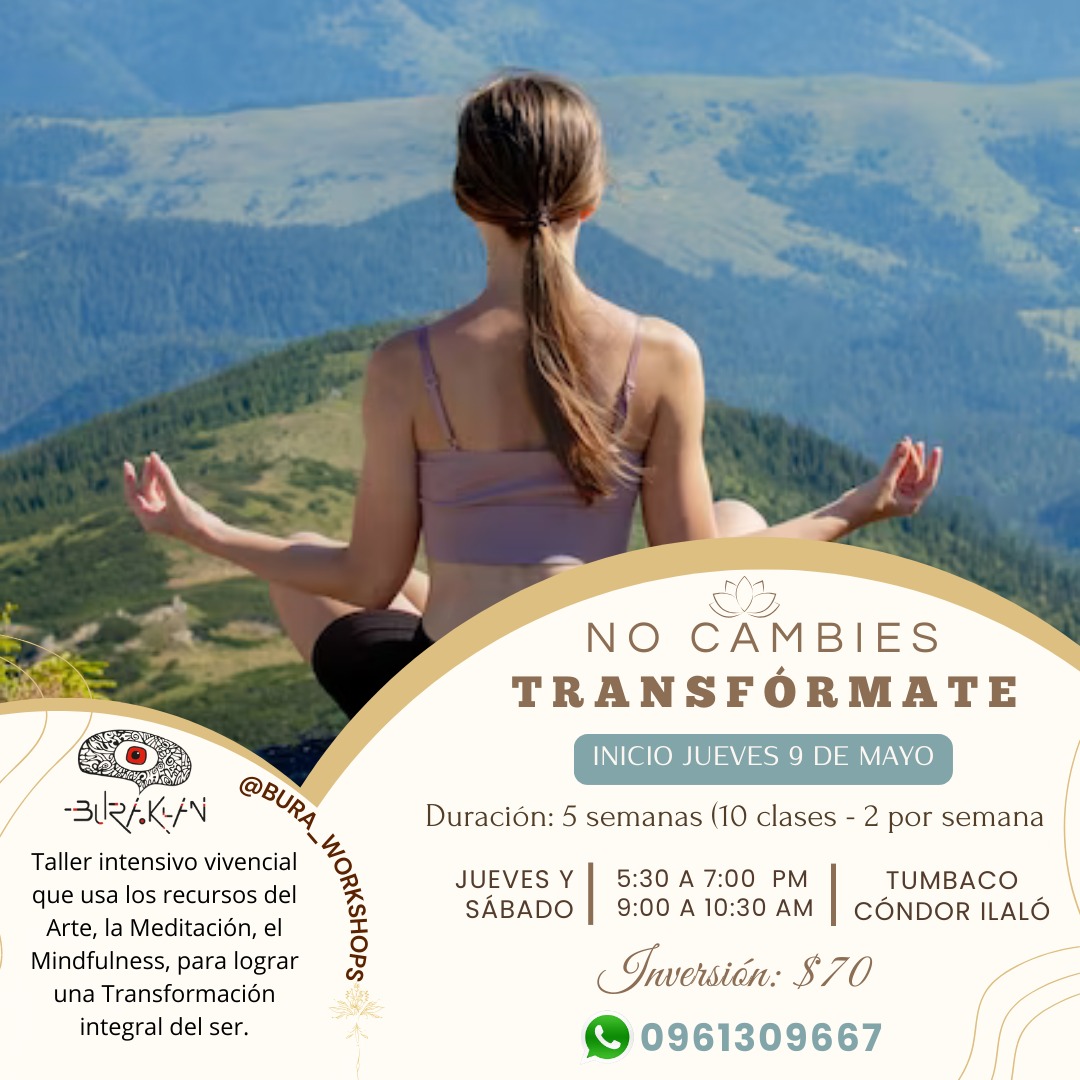 NO CAMBIES
TRANSFÓRMATE
INICIO JUEVES 9 DE MAYO
Duración: 5 semanas (10 clases - 2 por semana
JUEVES Y
SÁBADO
5:30 A 7:00 PM
9:00 A 10:30 AM
TUMBACO
CÓNDOR ILALÓ
Inversión: $70
0961309667
BURA.KLAN
@BURA_WORKSHOPS
Taller intensivo vivencial
que usa los recursos del
Arte, la Meditación, el
Mindfulness, para lograr
una Transformación
integral del ser.